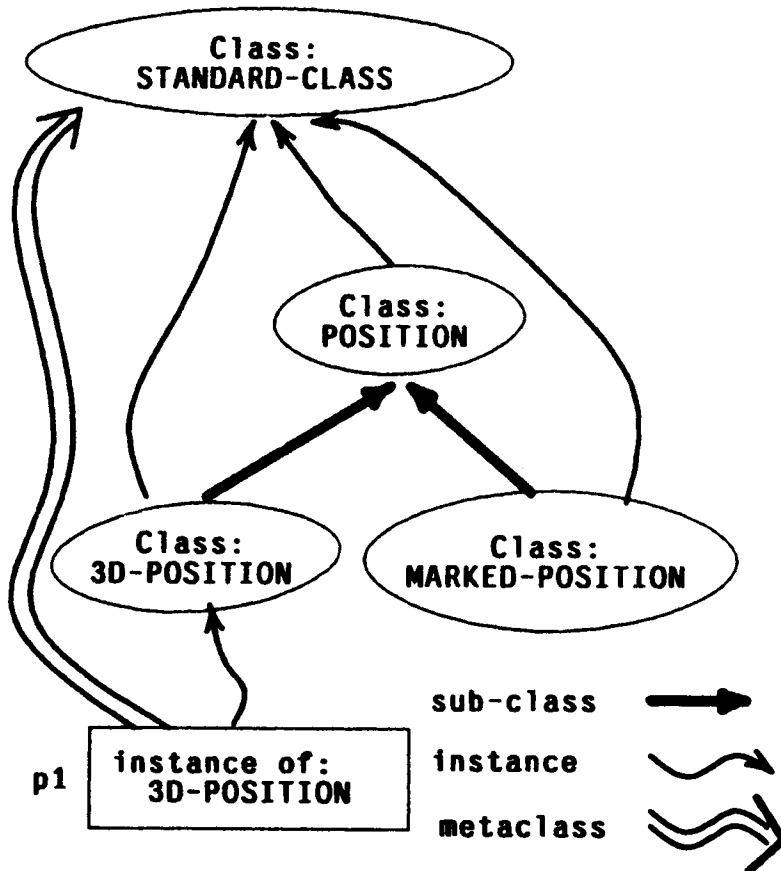 Class:
STANDARD-CLASS
Class:
POSITION
Class:
3D-POSITION
Class:
MARKED-POSITION
p1
instance of:
3D-POSITION
sub-class
instance
metaclass